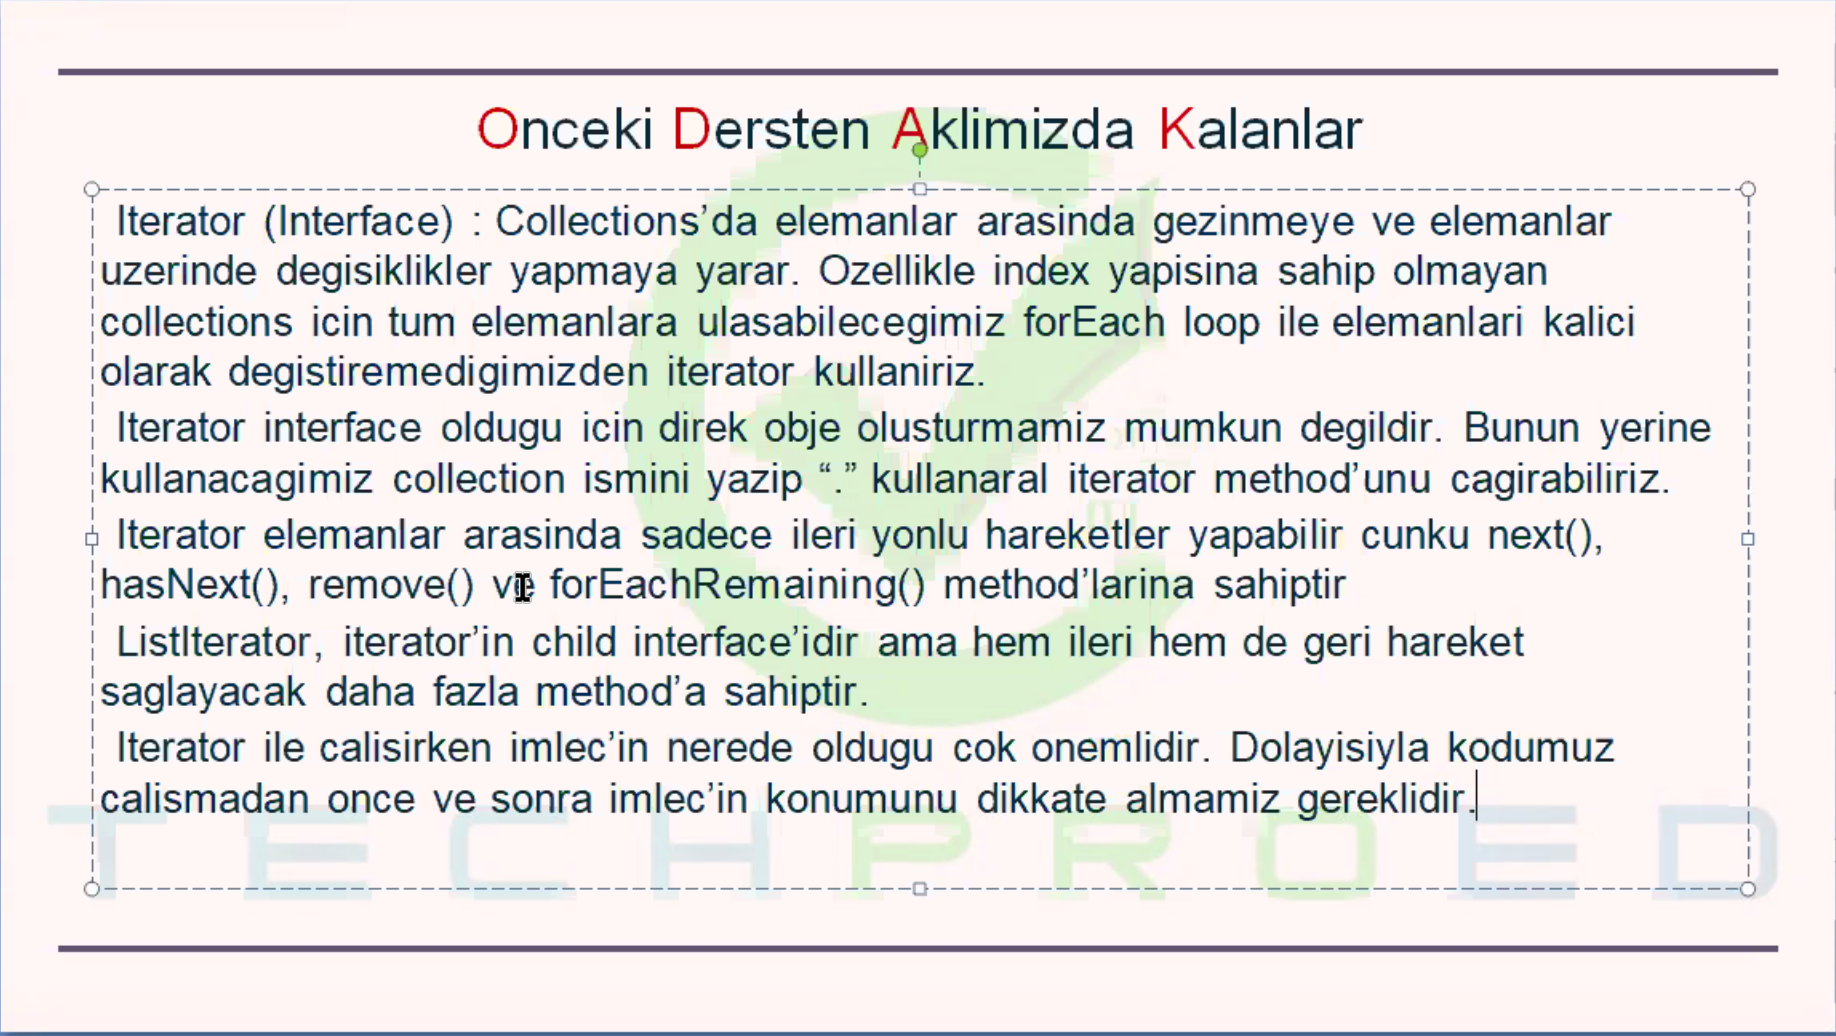 Onceki Dersten Aklimizda Kalanlar
Iterator (Interface) : Collections’da elemanlar arasinda gezinmeye ve elemanlar
uzerinde degisiklikler yapmaya yarar. Ozellikle index yapisina sahip olmayan
collections icin tum elemanlara ulasabilecegimiz forEach loop ile elemanlari kalici
olarak degistiremedigimizden iterator kullaniriz.
Iterator interface oldugu icin direk obje olusturmamiz mumkun degildir. Bunun yerine
kullanacagimiz collection ismini yazip “.” kullanaral iterator method’unu cagirabiliriz.
Iterator elemanlar arasinda sadece ileri yonlu hareketler yapabilir cunku next(),
hasNext(), remove() ve forEachRemaining() method’larina sahiptir
ListIterator, iterator’in child interface’idir ama hem ileri hem de geri hareket
saglayacak daha fazla method’a sahiptir.
Iterator ile calisirken imlec’in nerede oldugu cok onemlidir. Dolayisiyla kodumuz
calismadan once ve sonra imlec’in konumunu dikkate almamiz gereklidir.
TECHPROED